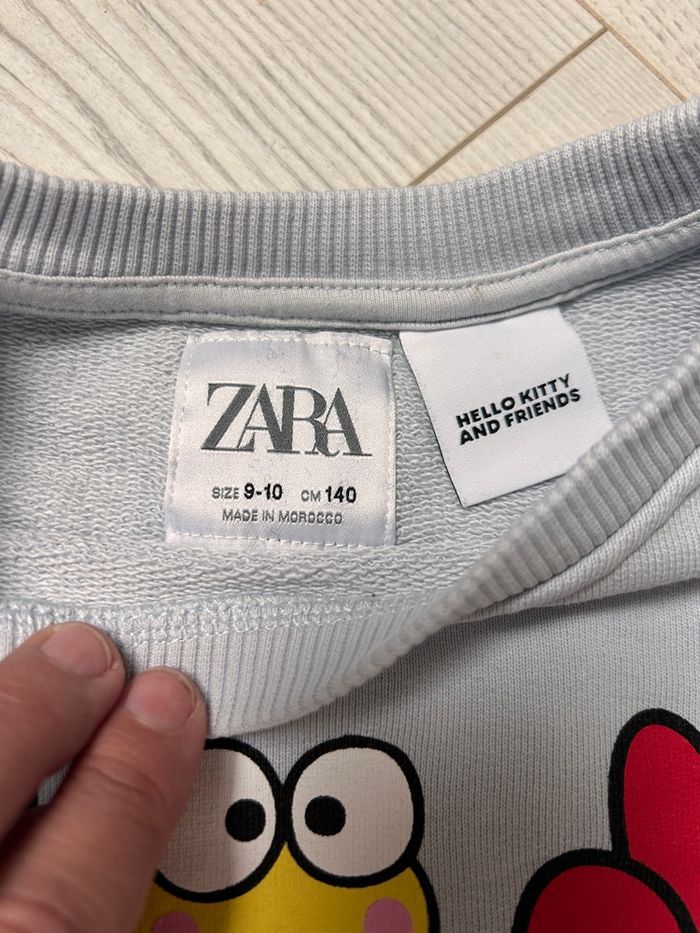 ZARA
SIZE 9-10 CM 140
MADE IN MOROCCO
HELLO KITTY
AND FRIENDS